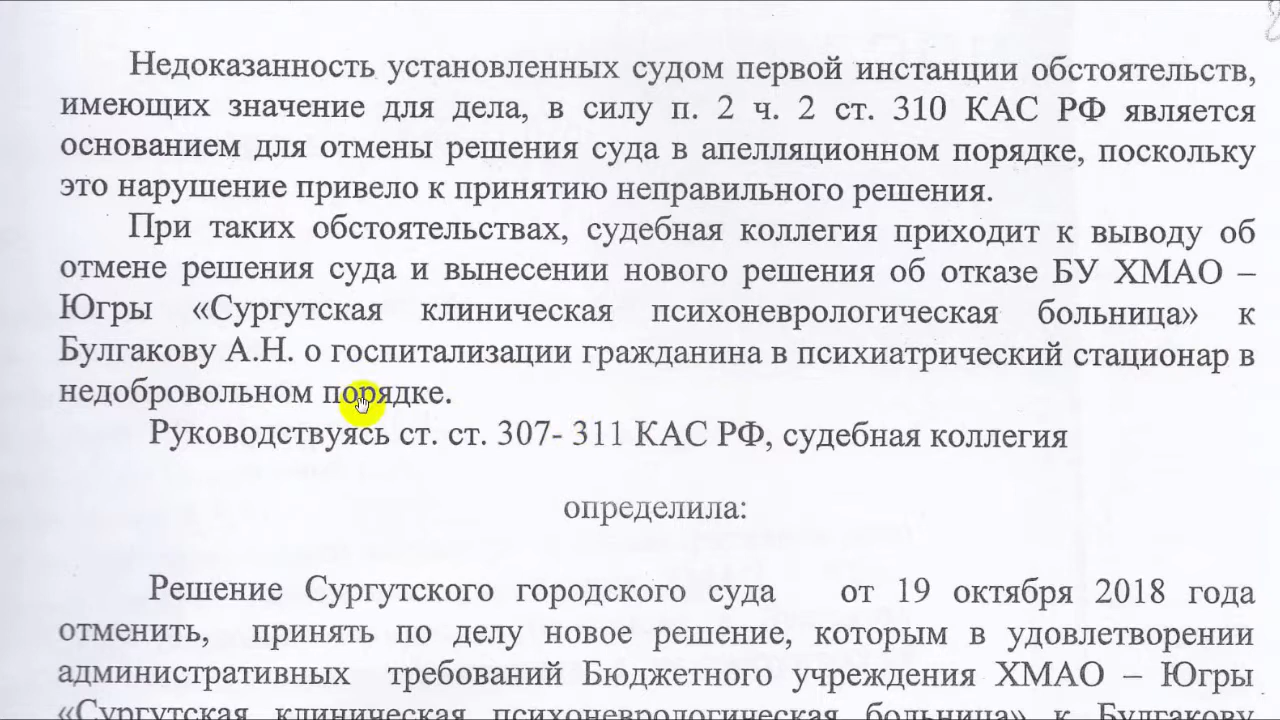 Недоказанность установленных судом первой инстанции обстоятельств,
имеющих значение для дела, в силу п. 2 ч. 2 ст. 310 КАС РФ является
основанием для отмены решения суда в апелляционном порядке, поскольку
это нарушение привело к принятию неправильного решения.
При таких обстоятельствах, судебная коллегия приходит к выводу об
отмене решения суда и вынесении нового решения об отказе БУ ХМАО –
Югры «Сургутская клиническая психоневрологическая больница» к
Булгакову А.Н. о госпитализации гражданина в психиатрический стационар в
недобровольном порядке.
Руководствуясь ст. ст. 307- 311 КАС РФ, судебная коллегия
определила:
Решение Сургутского городского суда от 19 октября 2018 года
отменить, принять по делу новое решение, которым в удовлетворении
административных требований Бюджетного учреждения ХМАО – Югры
«Сургутская клиническая психоневрологическая больница» к Булгакову